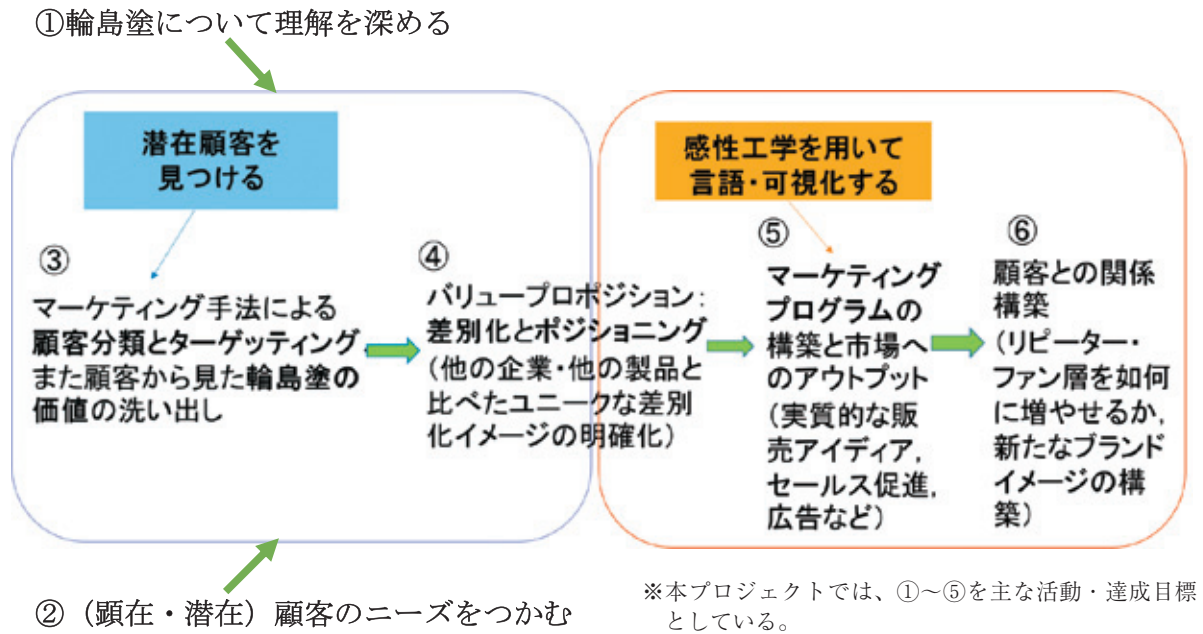 ①輪島塗について理解を深める
潜在顧客を
見つける
③
マーケティング手法による
顧客分類とターゲッティング
また顧客から見た輪島塗の
価値の洗い出し
④
バリュープロポジション：
差別化とポジショニング
（他の企業・他の製品と
比べたユニークな差別
化イメージの明確化）
感性工学を用いて
言語・可視化する
⑤
マーケティング
プログラムの
構築と市場へ
のアウトプット
（実質的な販
売アイディア，
セールス促進，
広告など）
⑥
顧客との関係
構築
（リピーター・
ファン層を如何
に増やせるか，
新たなブランド
イメージの構
築）
②（顕在・潜在）顧客のニーズをつかむ
※本プロジェクトでは、①～⑤を主な活動・達成目標
としている。